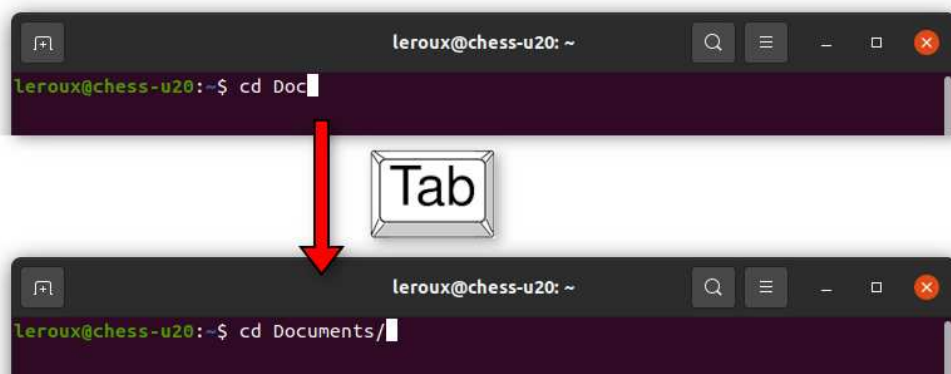 leroux@chess-u20: ~
leroux@chess-u20:~$ cd Doc
Tab
leroux@chess-u20: ~
leroux@chess-u20:~$ cd Documents/